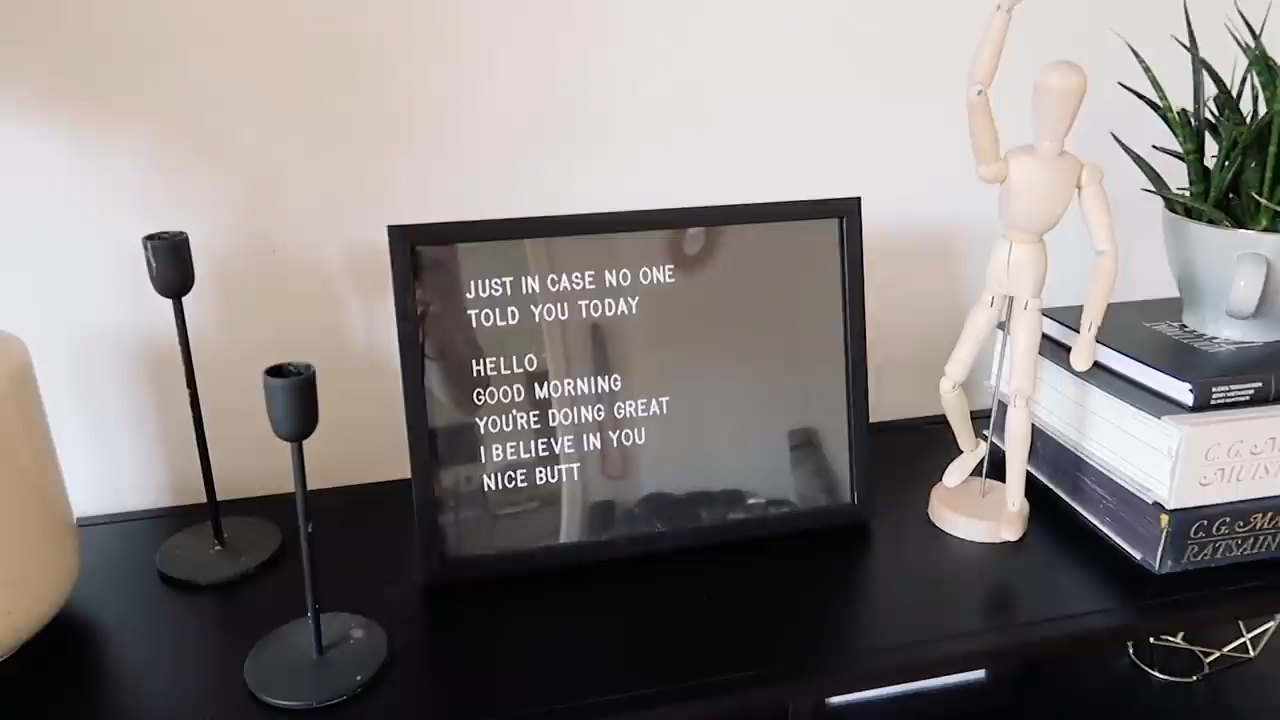 JUST IN CASE NO ONE
TOLD YOU TODAY
HELLO
GOOD MORNING
YOU'RE DOING GREAT
I BELIEVE IN YOU
NICE BUTT
C. G.
C. G.